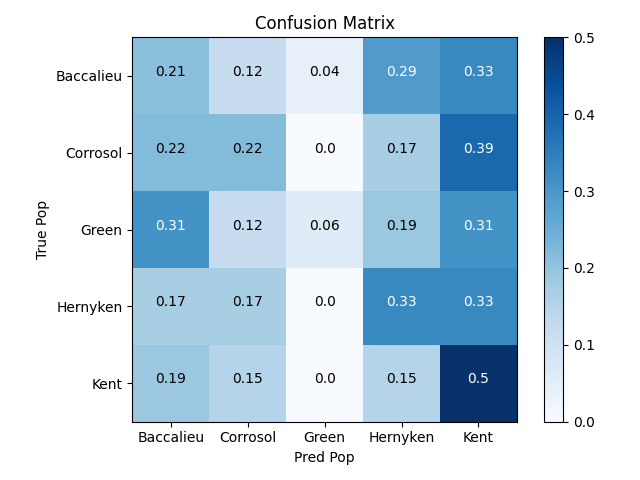 Confusion Matrix
True Pop
Baccalieu 0.21 0.12 0.04 0.29 0.33
Corrosol 0.22 0.22 0.0 0.17 0.39
Green 0.31 0.12 0.06 0.19 0.31
Hernyken 0.17 0.17 0.0 0.33 0.33
Kent 0.19 0.15 0.0 0.15 0.5
Baccalieu Corrosol Green Hernyken Kent
Pred Pop
0.5
0.4
0.3
0.2
0.1
0.0